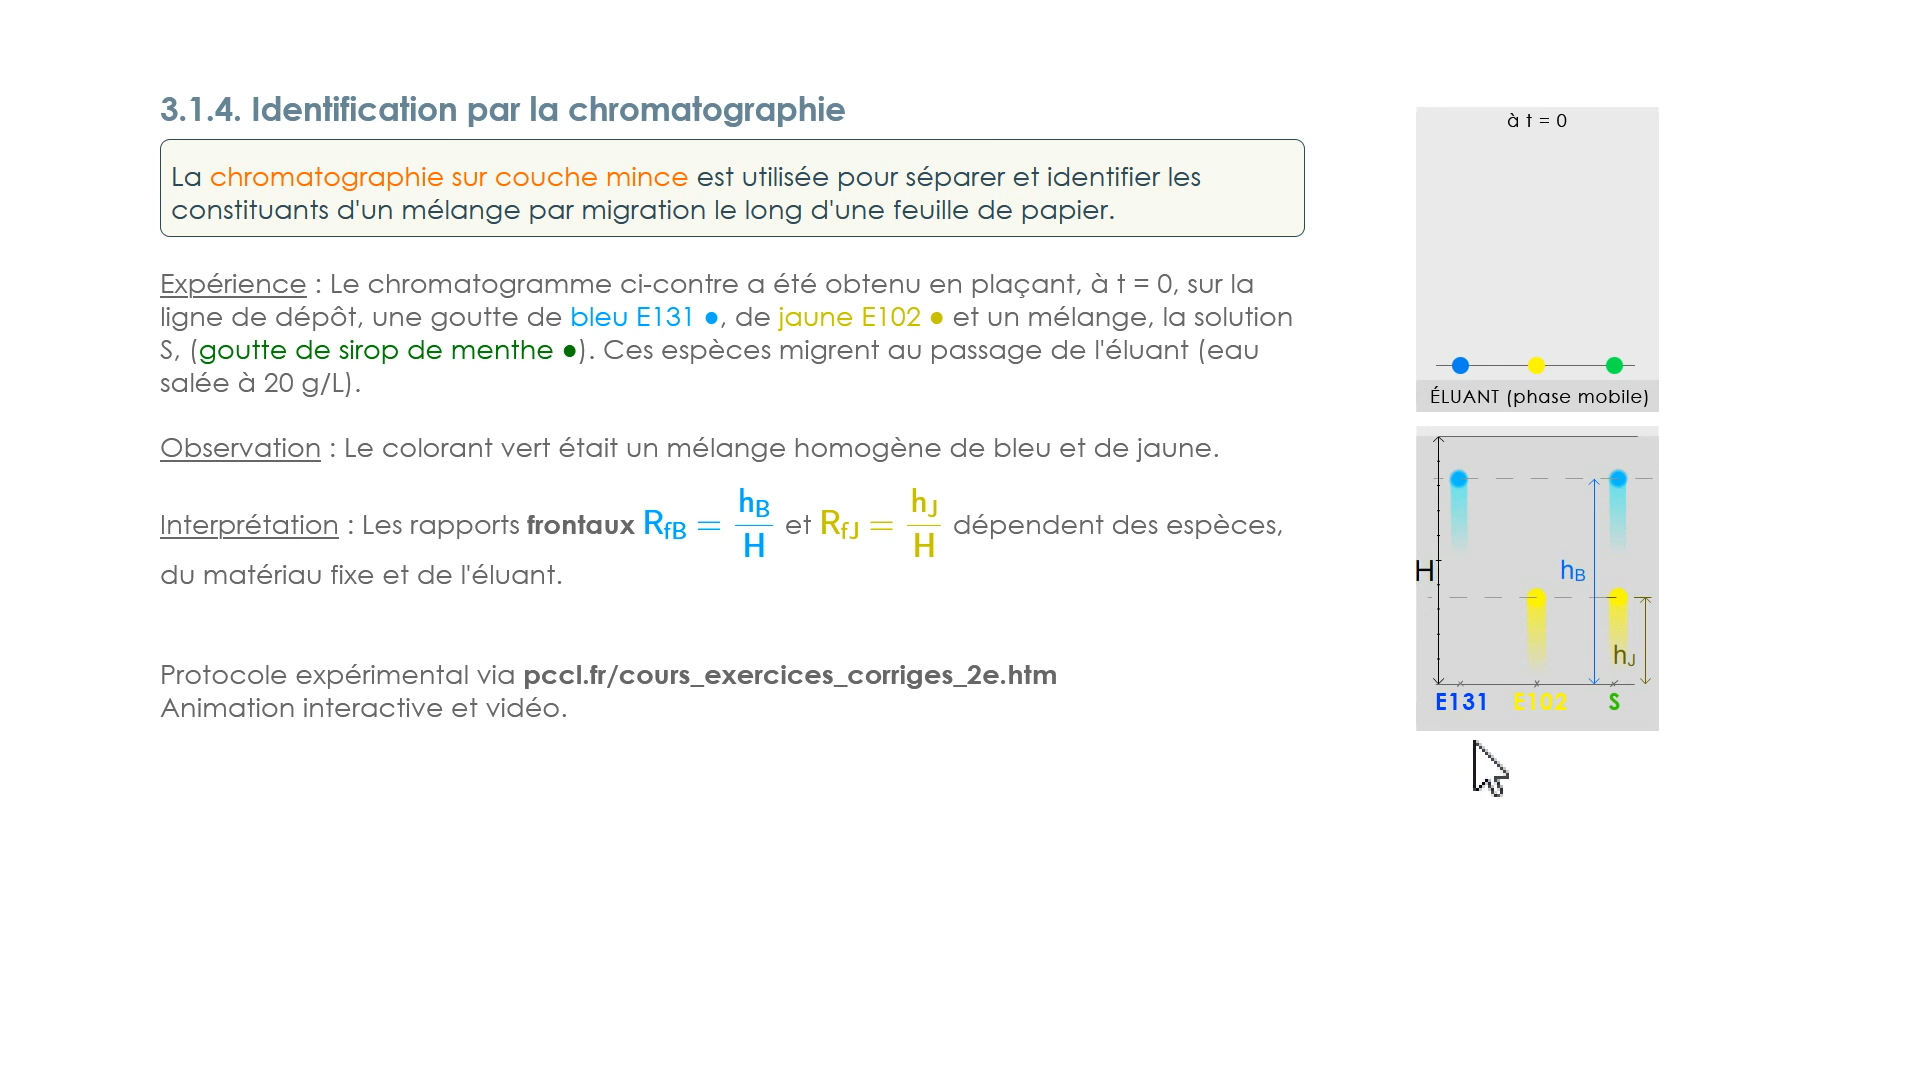 3.1.4. Identification par la chromatographie
La chromatographie sur couche mince est utilisée pour séparer et identifier les
constituants d'un mélange par migration le long d'une feuille de papier.
Expérience : Le chromatogramme ci-contre a été obtenu en plaçant, à t = 0, sur la
ligne de dépôt, une goutte de bleu E131 ●, de jaune E102 ● et un mélange, la solution
S, (goutte de sirop de menthe ●). Ces espèces migrent au passage de l'éluant (eau
salée à 20 g/L).
Observation : Le colorant vert était un mélange homogène de bleu et de jaune.
Interprétation : Les rapports frontaux RfB = hB/H et RfJ = hJ/H dépendent des espèces,
du matériau fixe et de l'éluant.
Protocole expérimental via pccl.fr/cours_exercices_corriges_2e.htm
Animation interactive et vidéo.
à t = 0
ÉLUANT (phase mobile)
H
hB
hJ
E131 E102 S